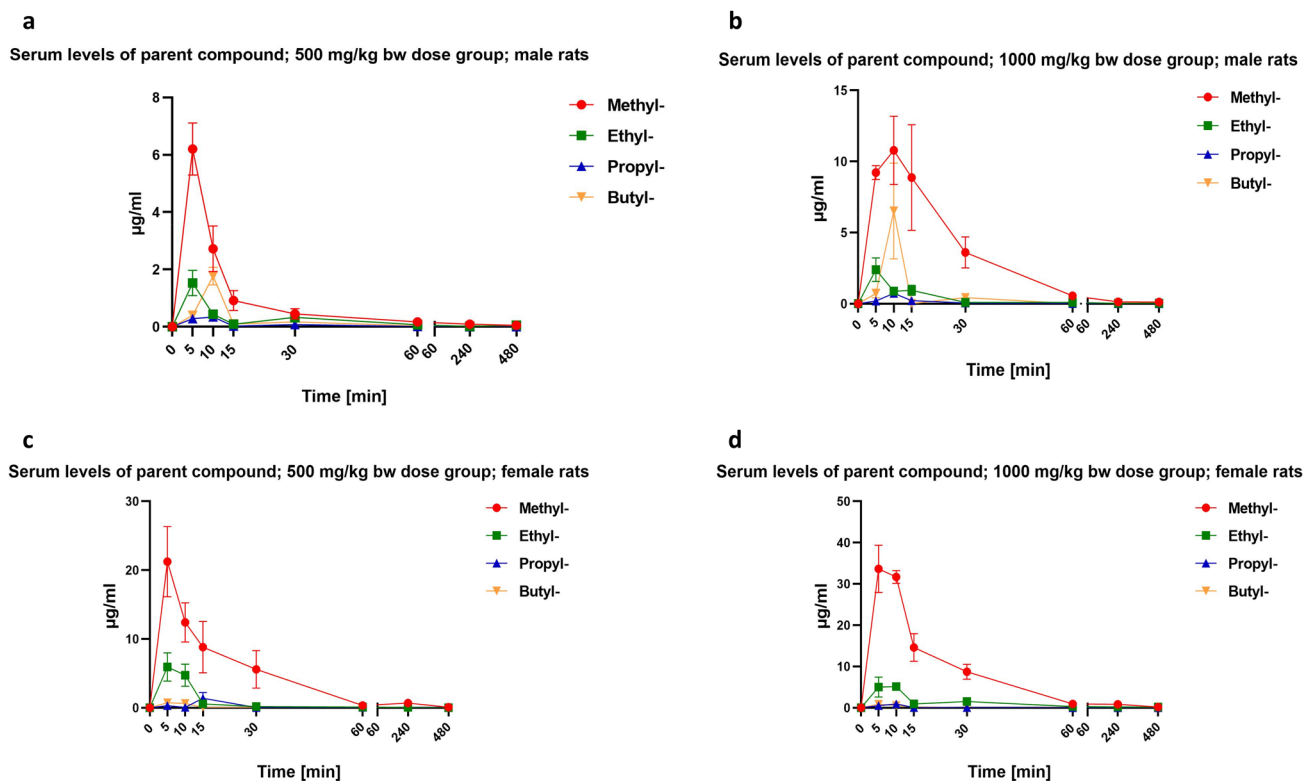 a
Serum levels of parent compound; 500 mg/kg bw dose group; male rats
8
6
4
2
0
µg/ml
0 5 10 15 30 60 60 240 480
Time [min]
Methyl-
Ethyl-
Propyl-
Butyl-
b
Serum levels of parent compound; 1000 mg/kg bw dose group; male rats
15
10
5
0
µg/ml
0 5 10 15 30 60 60 240 480
Time [min]
Methyl-
Ethyl-
Propyl-
Butyl-
c
Serum levels of parent compound; 500 mg/kg bw dose group; female rats
30
20
10
0
µg/ml
0 5 10 15 30 60 60 240 480
Time [min]
Methyl-
Ethyl-
Propyl-
Butyl-
d
Serum levels of parent compound; 1000 mg/kg bw dose group; female rats
50
40
30
20
10
0
µg/ml
0 5 10 15 30 60 60 240 480
Time [min]
Methyl-
Ethyl-
Propyl-
Butyl-